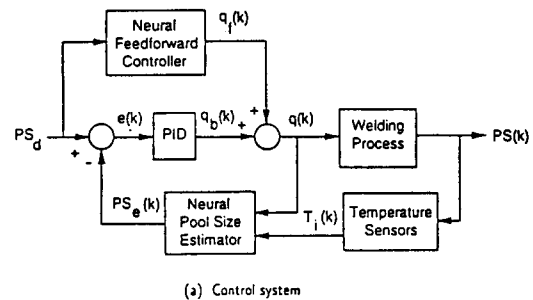 Neural
Feedforward
Controller
q_f(k)
PS_d
+
-
e(k)
PID
q_b(k)
+
+
q(k)
Welding
Process
PS(k)
PS_e(k)
Neural
Pool Size
Estimator
T_i(k)
Temperature
Sensors
(a) Control system